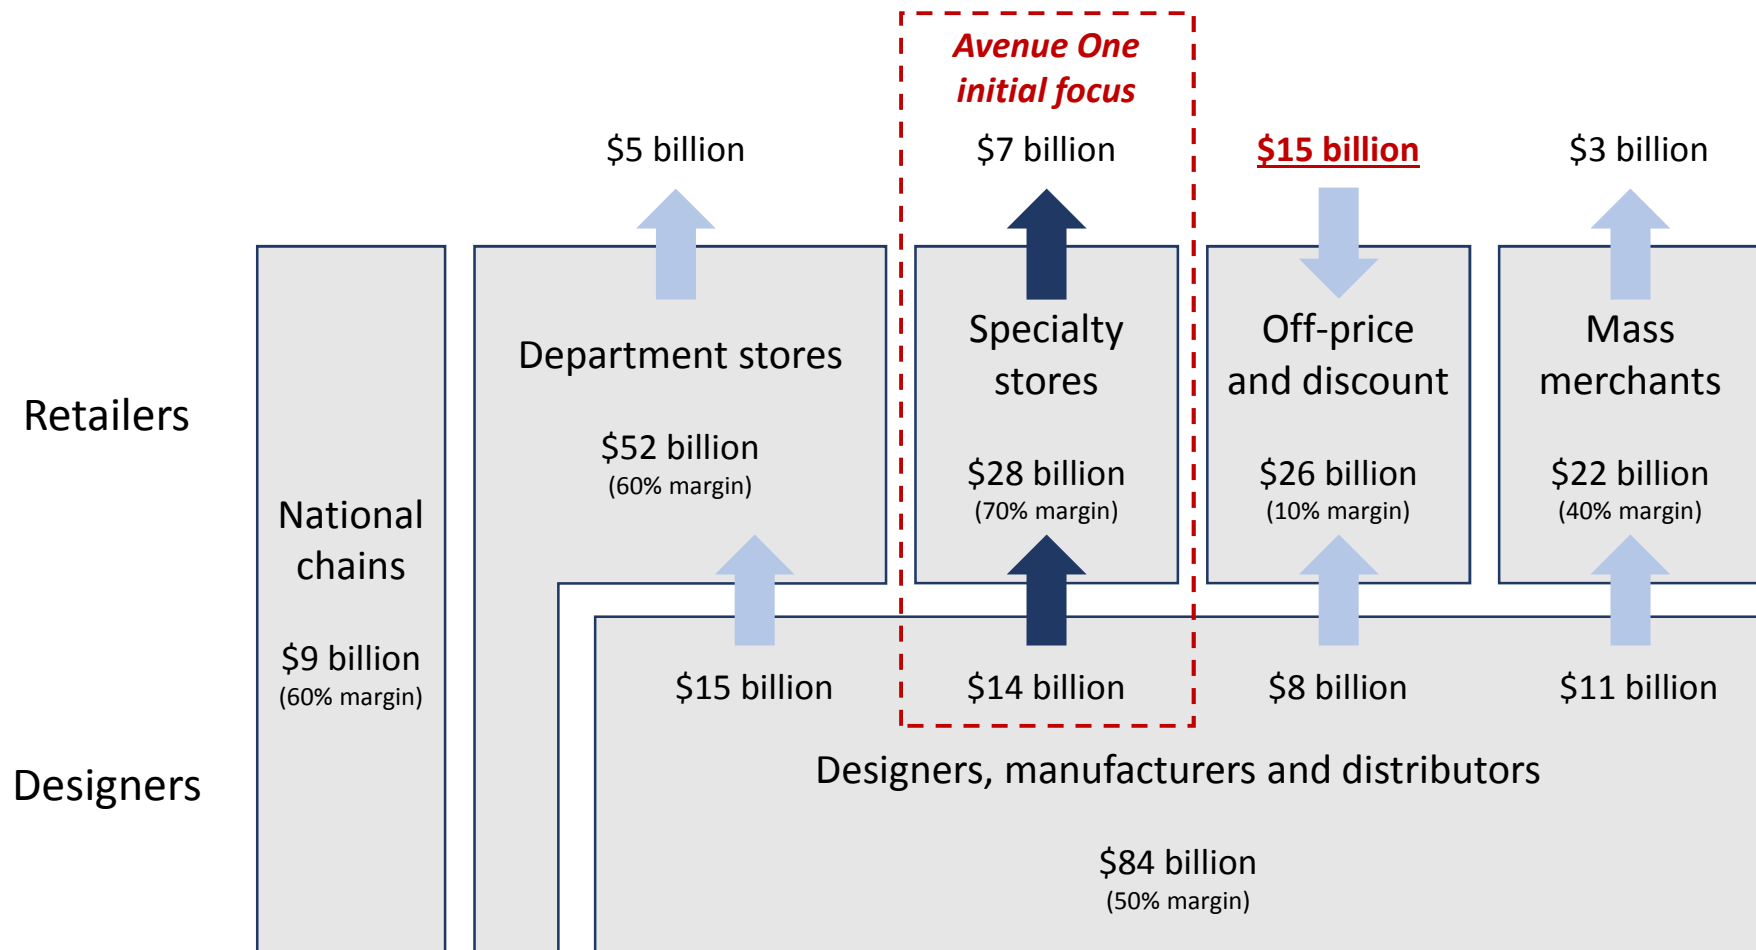 Avenue One
initial focus
$5 billion
$7 billion
$15 billion
$3 billion
Retailers
Department stores
$52 billion
(60% margin)
Specialty
stores
$28 billion
(70% margin)
Off-price
and discount
$26 billion
(10% margin)
Mass
merchants
$22 billion
(40% margin)
National
chains
$9 billion
(60% margin)
$15 billion
$14 billion
$8 billion
$11 billion
Designers
Designers, manufacturers and distributors
$84 billion
(50% margin)